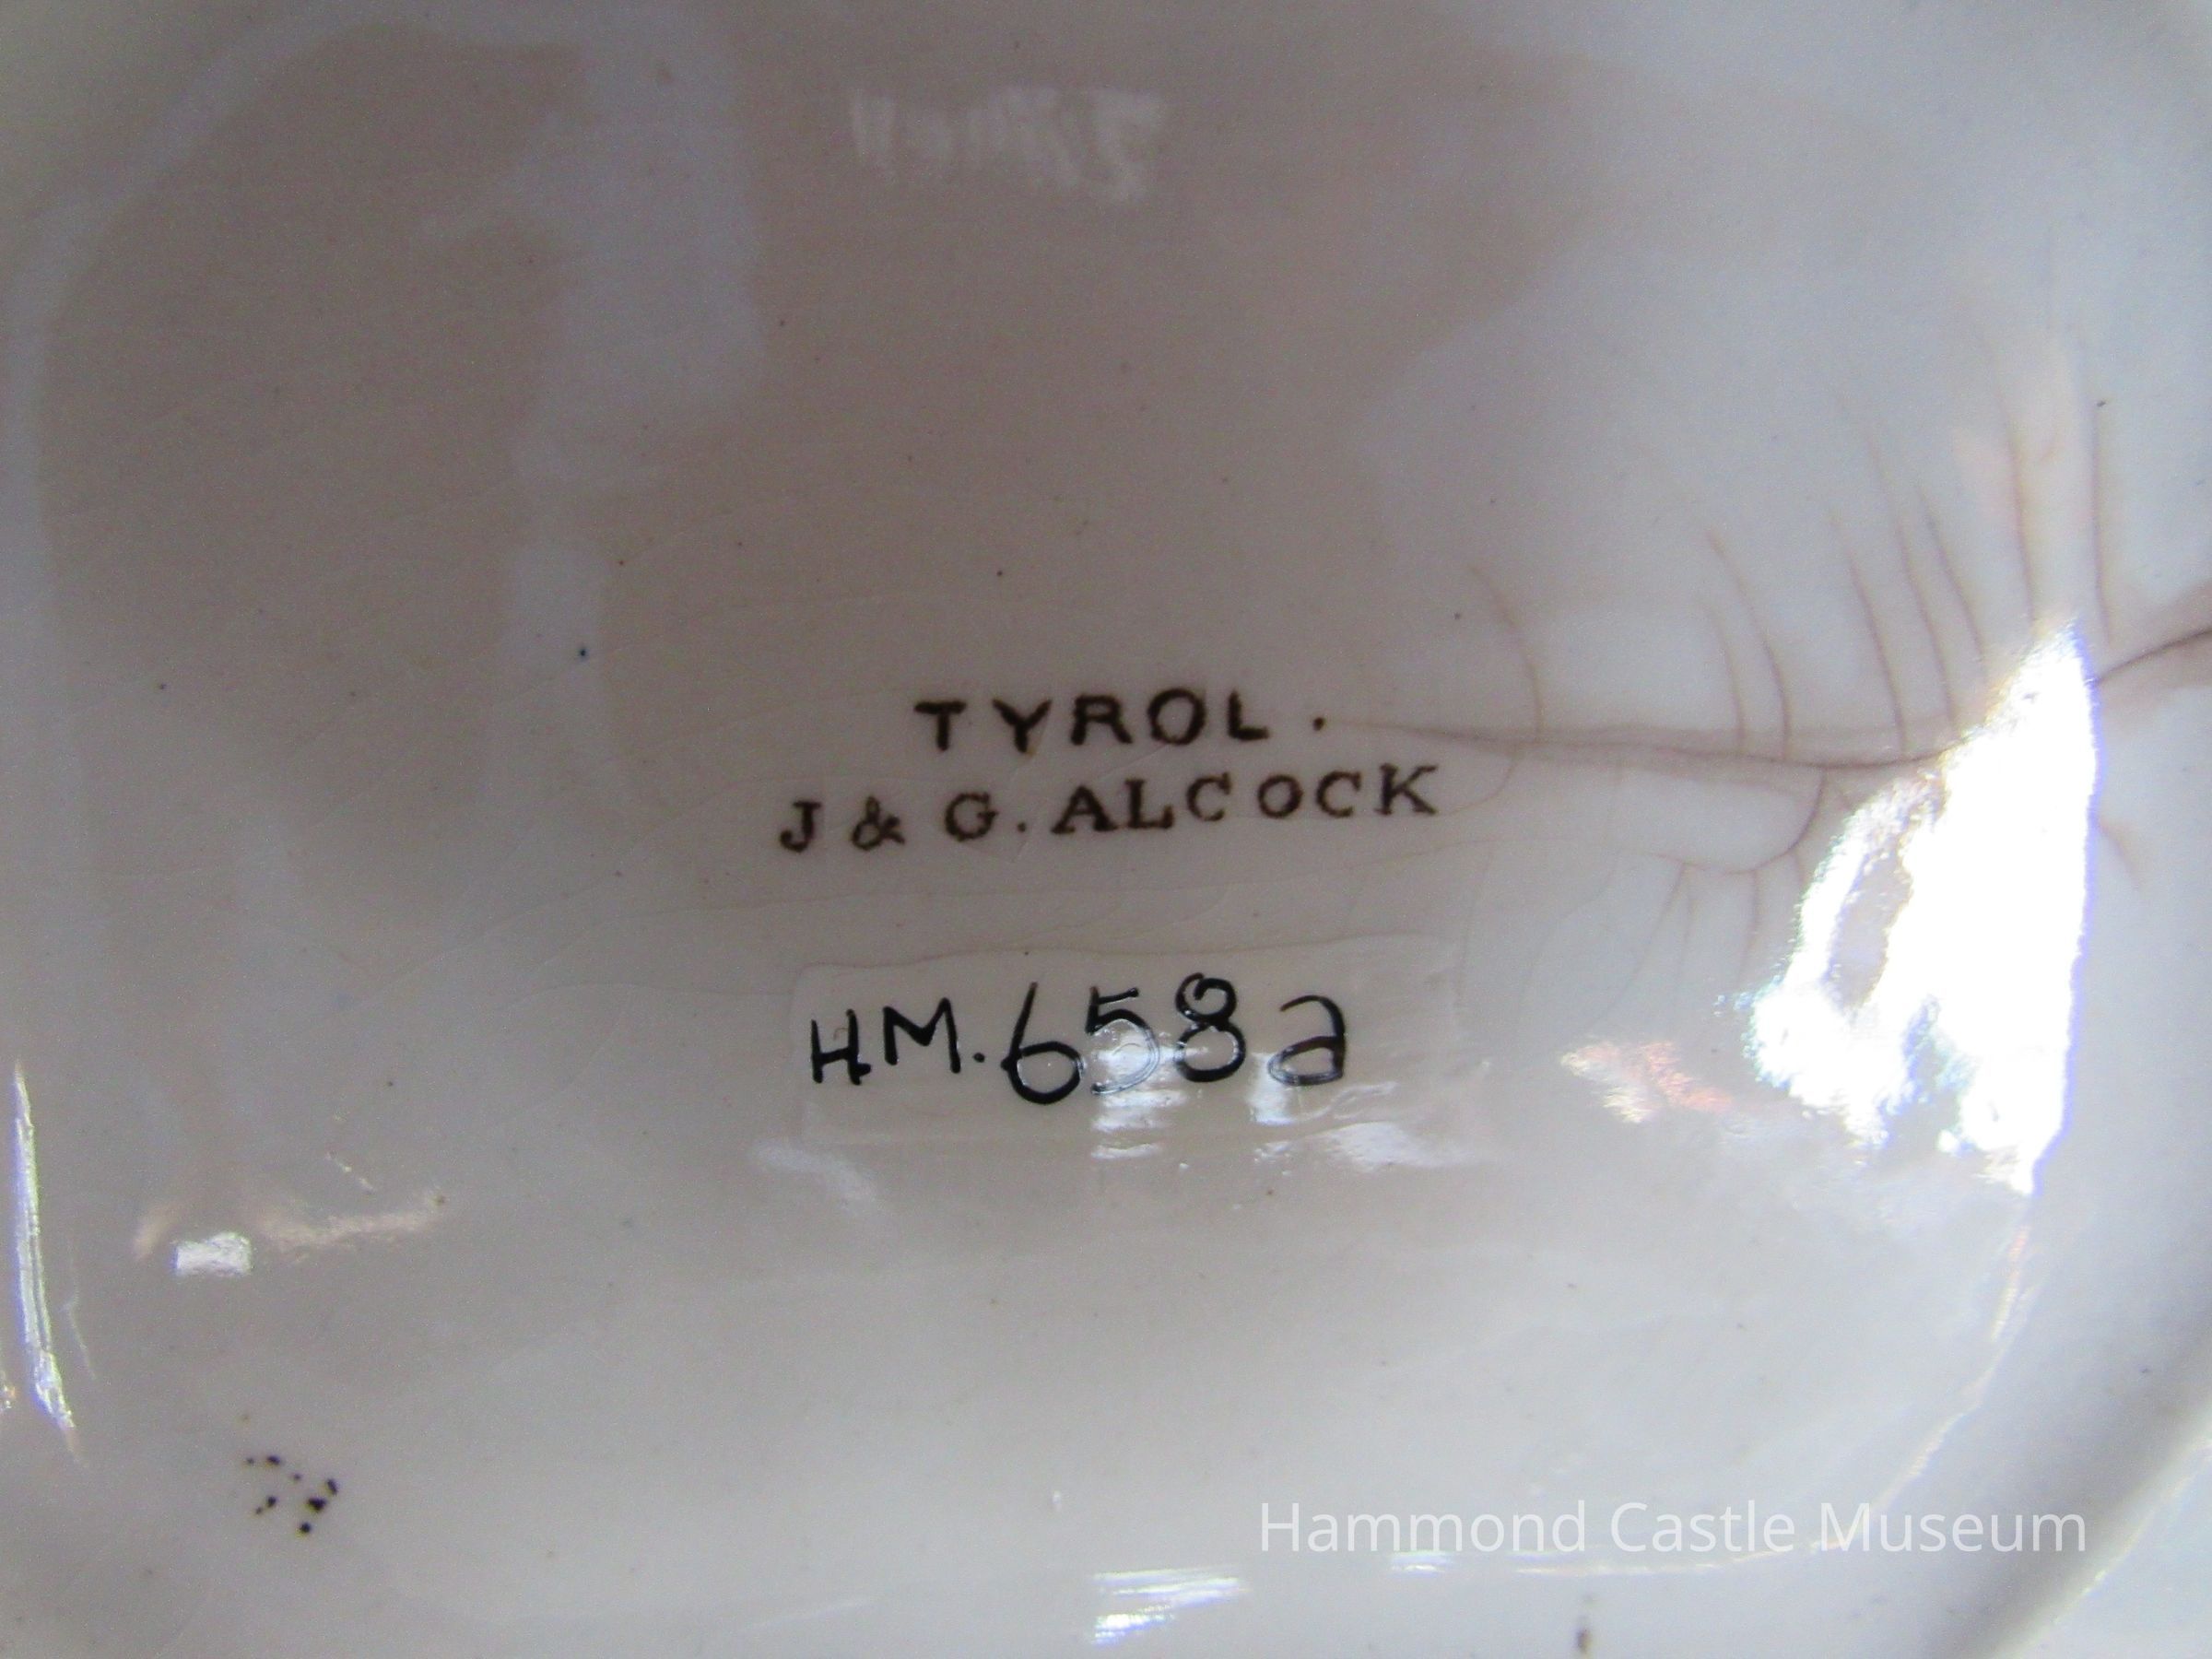 TYROL.
J & G. ALCOCK
HM.658a
Hammond Castle Museum